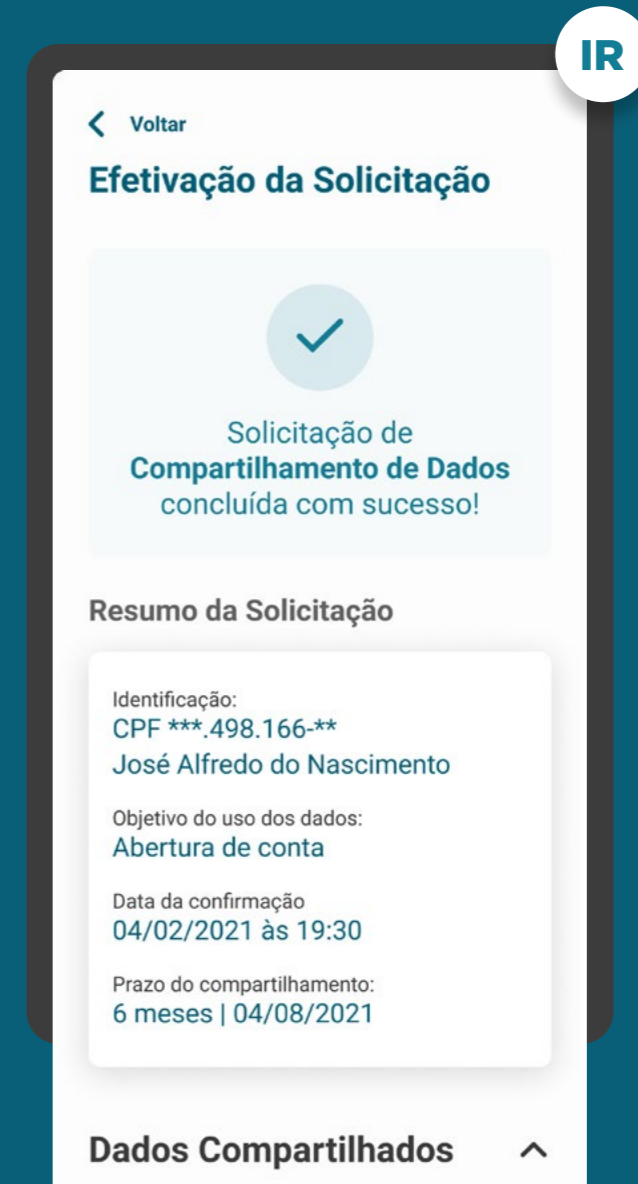 IR
Voltar
Efetivação da Solicitação
Solicitação de
Compartilhamento de Dados
concluída com sucesso!
Resumo da Solicitação
Identificação:
CPF ***.498.166-**
José Alfredo do Nascimento
Objetivo do uso dos dados:
Abertura de conta
Data da confirmação
04/02/2021 às 19:30
Prazo do compartilhamento:
6 meses | 04/08/2021
Dados Compartilhados